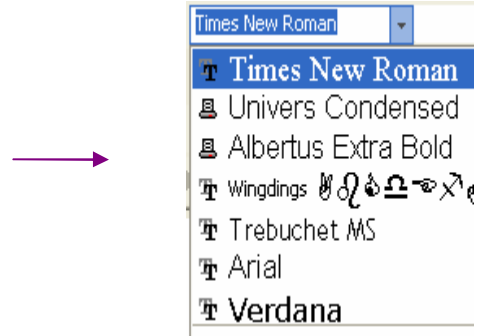 Times New Roman
Times New Roman
Univers Condensed
Albertus Extra Bold
Wingdings
Trebuchet MS
Arial
Verdana